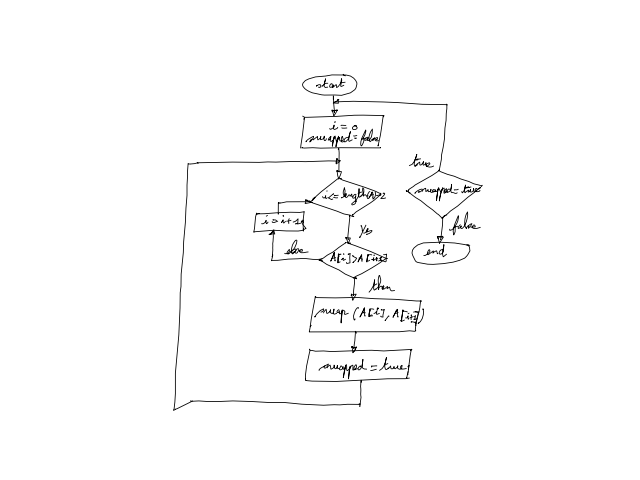 start
i = 0
swapped = false
true
i <= length(A)-2
swapped = true
i = i+1
false
Yes
else
A[i]>A[i+1]
end
then
swap (A[i], A[i+1])
swapped = true